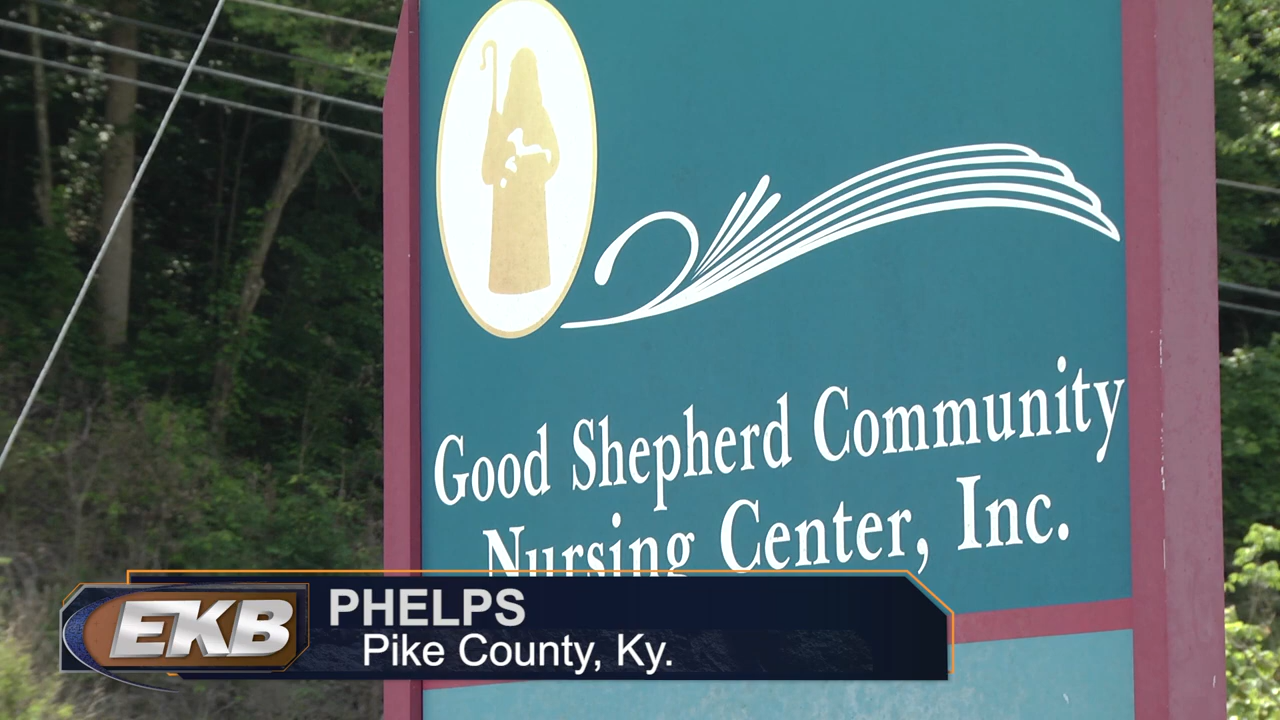 Good Shepherd Community
Nursing Center, Inc.
EKB
PHELPS
Pike County, Ky.